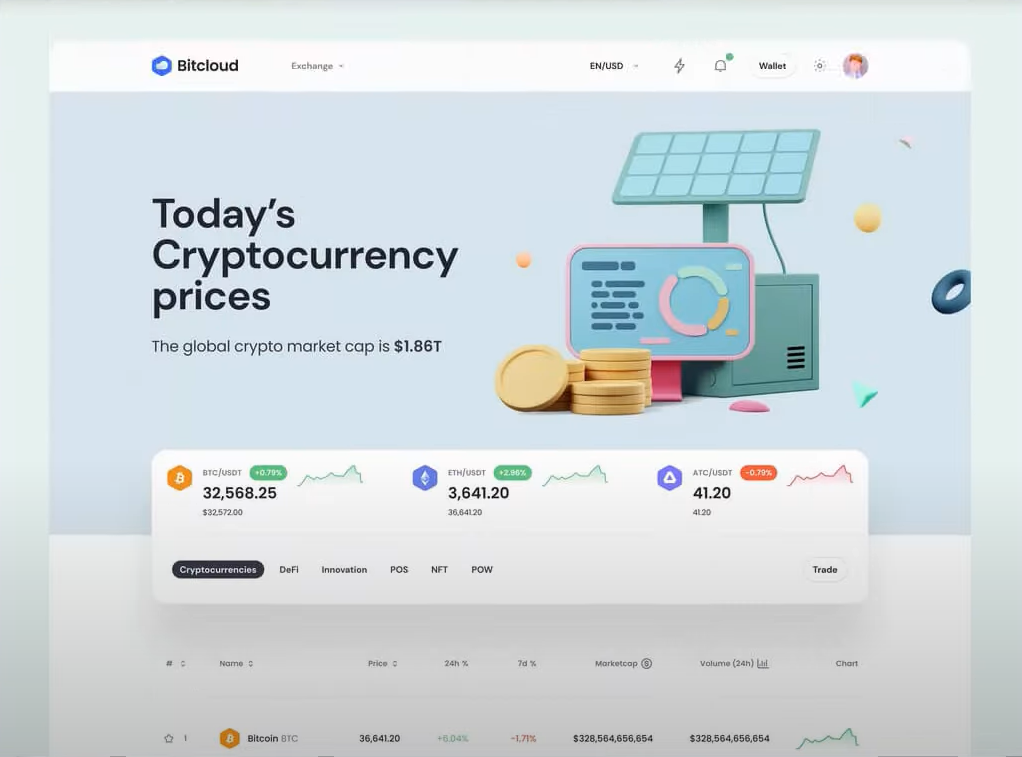 Bitcloud
Exchange
EN/USD
Wallet
Today's
Cryptocurrency
prices
The global crypto market cap is $1.86T
BTC/USDT +0.79%
32,568.25
$32,572.00
ETH/USDT +2.96%
3,641.20
36,641.20
ATC/USDT -0.79%
41.20
41.20
Cryptocurrencies DeFi Innovation POS NFT POW Trade
# Name Price 24h % 7d % Marketcap Volume (24h) Chart
1 Bitcoin BTC 36,641.20 +6.04% -1.71% $328,564,656,654 $328,564,656,654